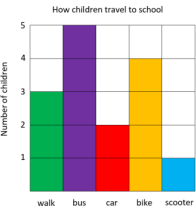 How children travel to school
Number of children
5
4
3
2
1
walk bus car bike scooter